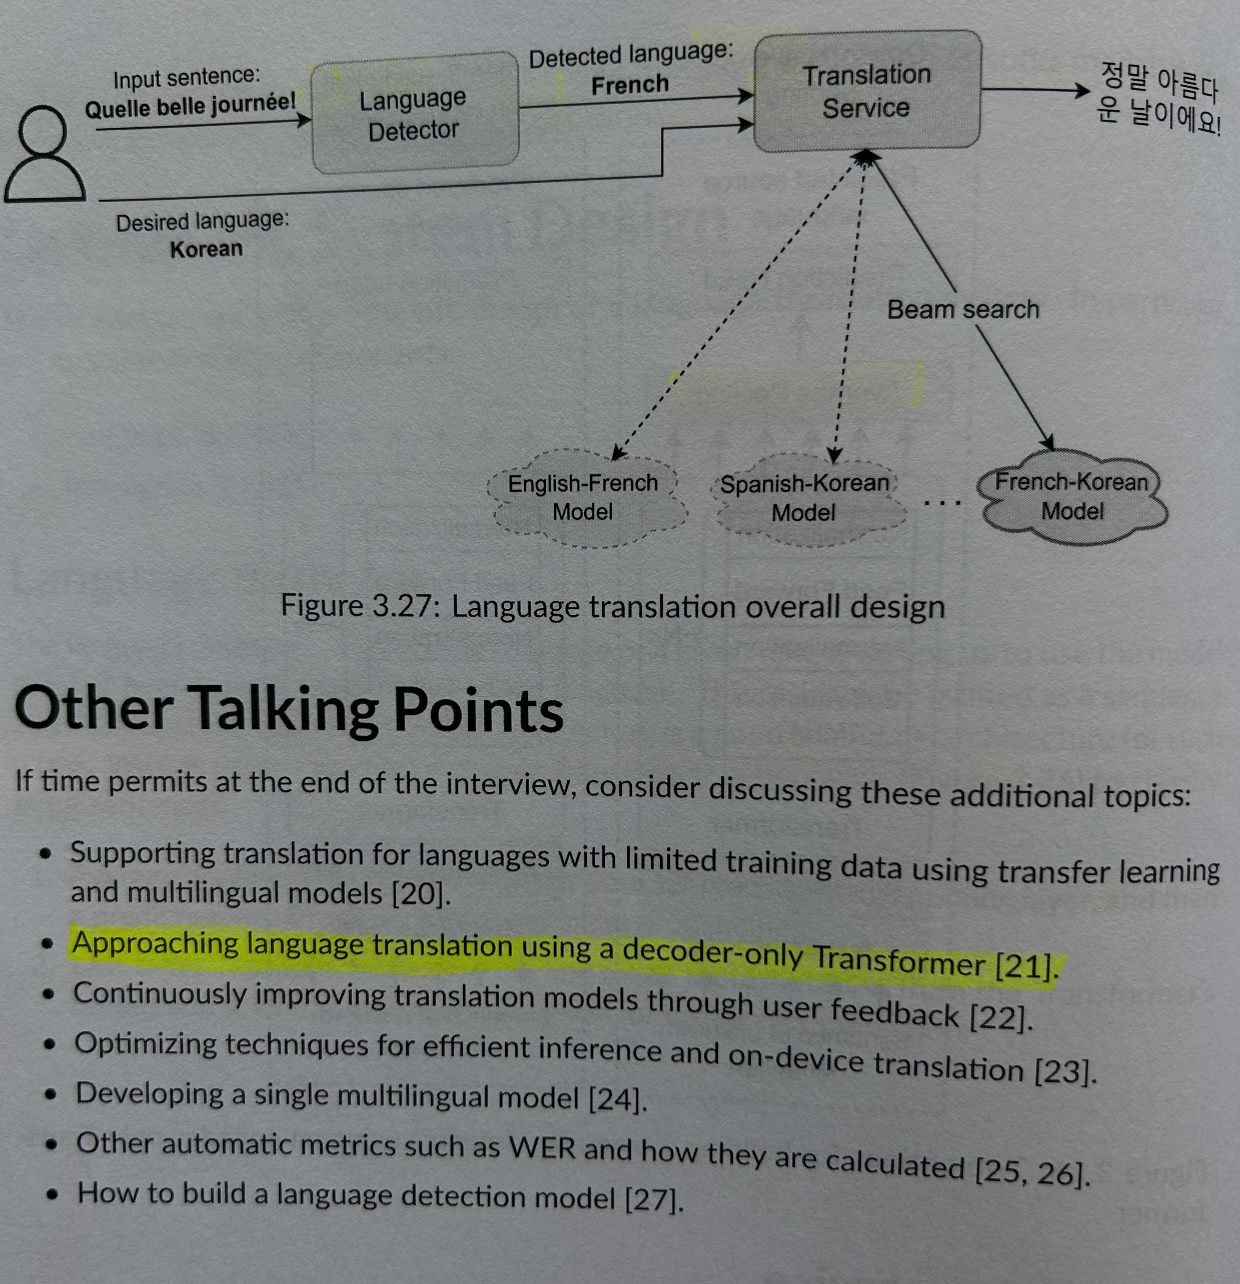 Input sentence:
Quelle belle journée!
Language
Detector
Detected language:
French
Translation
Service
정말 아름다
운 날이에요!
Desired language:
Korean
Beam search
English-French
Model
Spanish-Korean
Model
...
French-Korean
Model
Figure 3.27: Language translation overall design
Other Talking Points
If time permits at the end of the interview, consider discussing these additional topics:
• Supporting translation for languages with limited training data using transfer learning
and multilingual models [20].
• Approaching language translation using a decoder-only Transformer [21].
• Continuously improving translation models through user feedback [22].
• Optimizing techniques for efficient inference and on-device translation [23].
• Developing a single multilingual model [24].
• Other automatic metrics such as WER and how they are calculated [25, 26].
• How to build a language detection model [27].